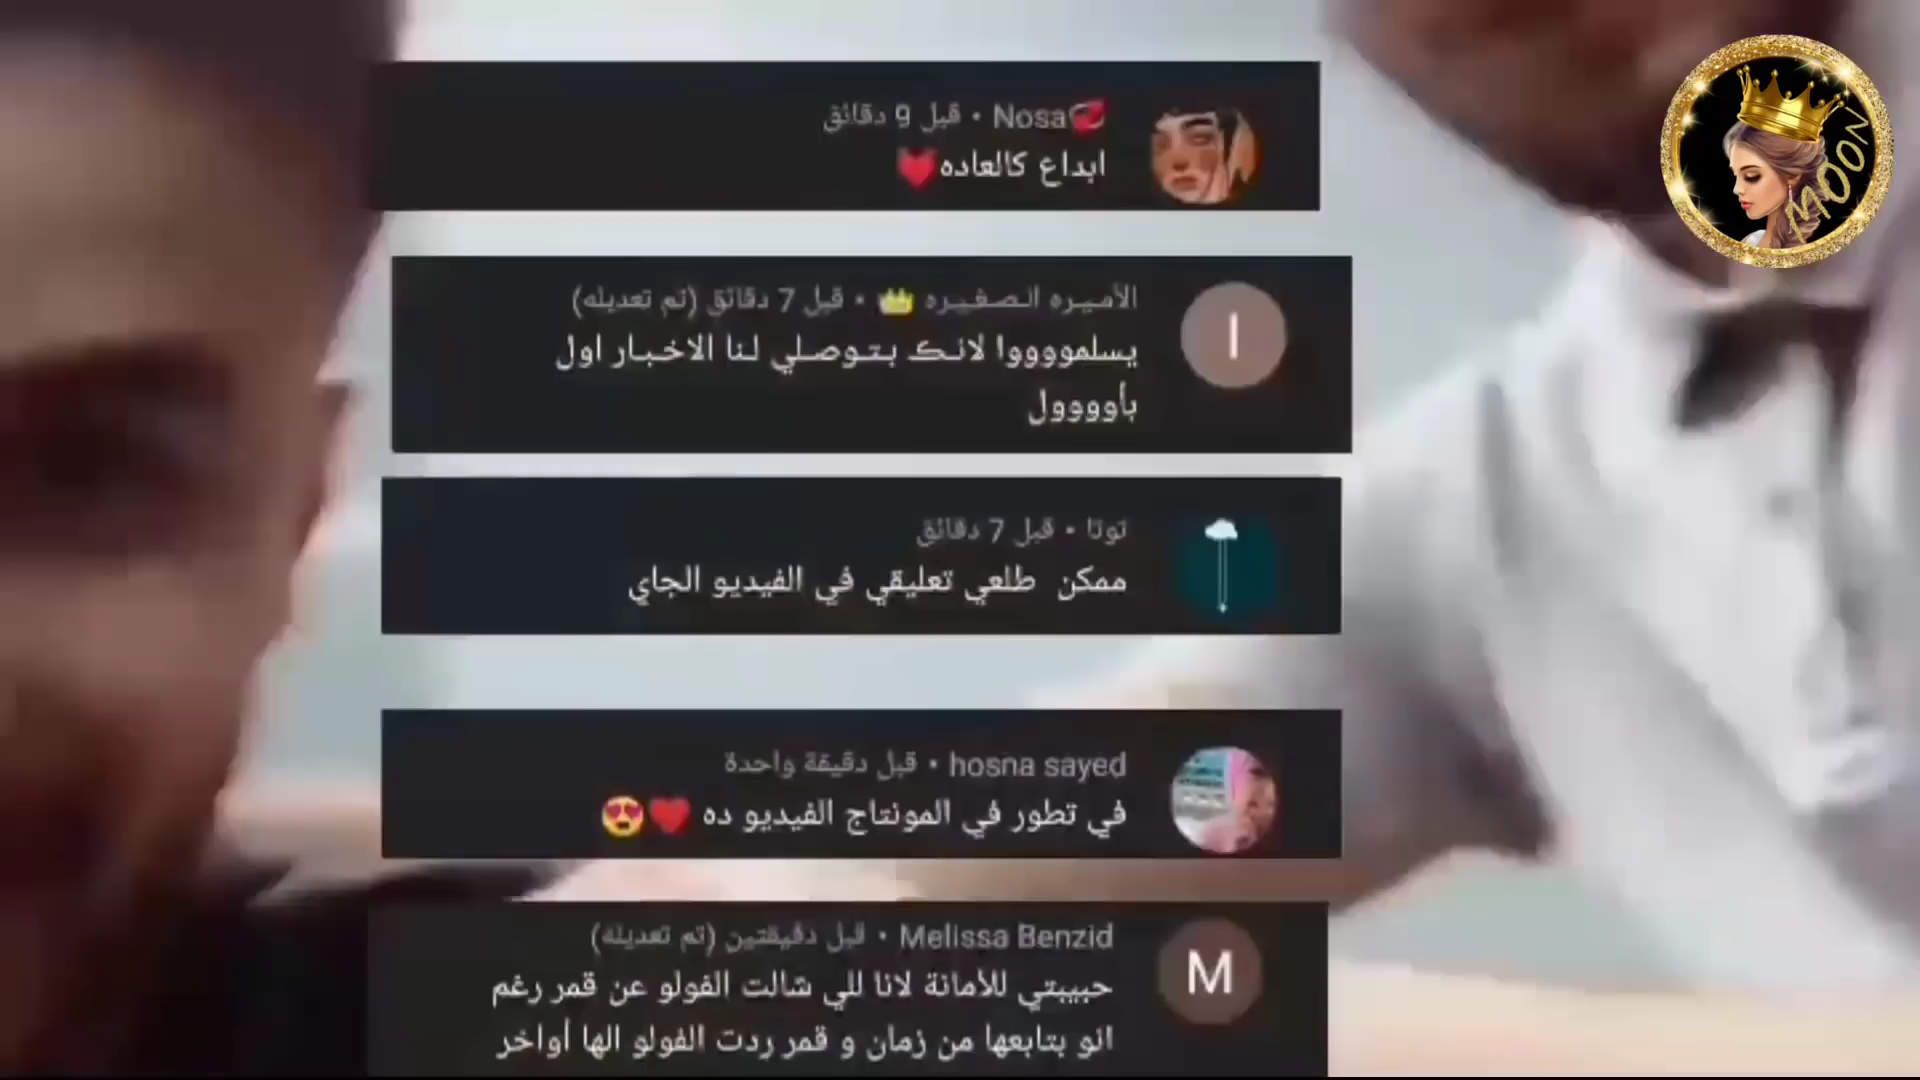 Nosa💞 • قبل 9 دقائق
ابداع كالعاده♥️
الأميره الصغيره 👑 • قبل 7 دقائق (تم تعديله)
I
يسلموووووا لانك بتوصلي لنا الاخبار اول
بأووووول
توتا • قبل 7 دقائق
ممكن طلعي تعليقي في الفيديو الجاي
hosna sayed • قبل دقيقة واحدة
في تطور في المونتاج الفيديو ده ❤️😍
Melissa Benzid • قبل دقيقتين (تم تعديله)
M
حبيبتي للأمانة لانا للي شالت الفولو عن قمر رغم
انو بتابعها من زمان و قمر ردت الفولو الها أواخر
MOON